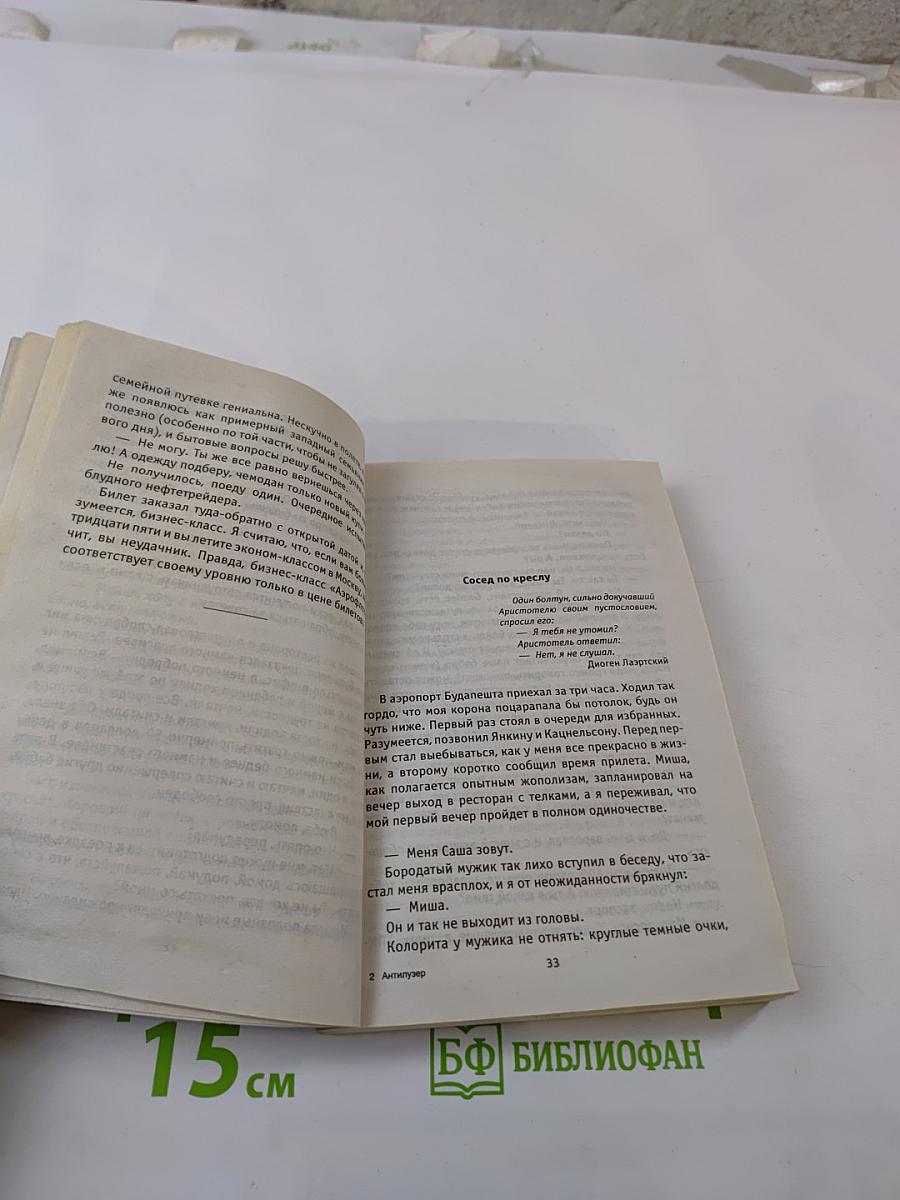 семейной путевке гениальна. Нескучно в полете
же появлюсь как примерный западный
полезно (особенно по той части, чтобы не
вого дня), и бытовые вопросы решу быстрее.
— Не могу. Ты же все равно вернешься через
лю! А одежду подберу, чемодан только новый
Не получилось, поеду один. Очередное
блудного нефтетрейдера.
Билет заказал туда-обратно с открытой датой
зумеется, бизнес-класс. Я считаю, что, если вам
тридцати пяти и вы летите эконом-классом в Москву,
чит, вы неудачник. Правда, бизнес-класс
соответствует своему уровню только в цене билетов.
Сосед по креслу
Один болтун, сильно докучавший
Аристотелю своим пустословием,
спросил его:
— Я тебя не утомил?
Аристотель ответил:
— Нет, я не слушал.
Диоген Лаэртский
В аэропорт Будапешта приехал за три часа. Ходил так
гордо, что моя корона поцарапала бы потолок, будь он
чуть ниже. Первый раз стоял в очереди для избранных.
Разумеется, позвонил Янкину и Кацнельсону. Перед пер-
вым стал выебываться, как у меня все прекрасно в жиз-
ни, а второму коротко сообщил время прилета. Миша,
как полагается опытным жополизам, запланировал на
вечер выход в ресторан с телками, а я переживал, что
мой первый вечер пройдет в полном одиночестве.
— Меня Саша зовут.
Бородатый мужик так лихо вступил в беседу, что за-
стал меня врасплох, и я от неожиданности брякнул:
— Миша.
Он и так не выходит из головы.
Колорита у мужика не отнять: круглые темные очки,
2 Антилузер
33
15 см
БФ БИБЛИОФАН